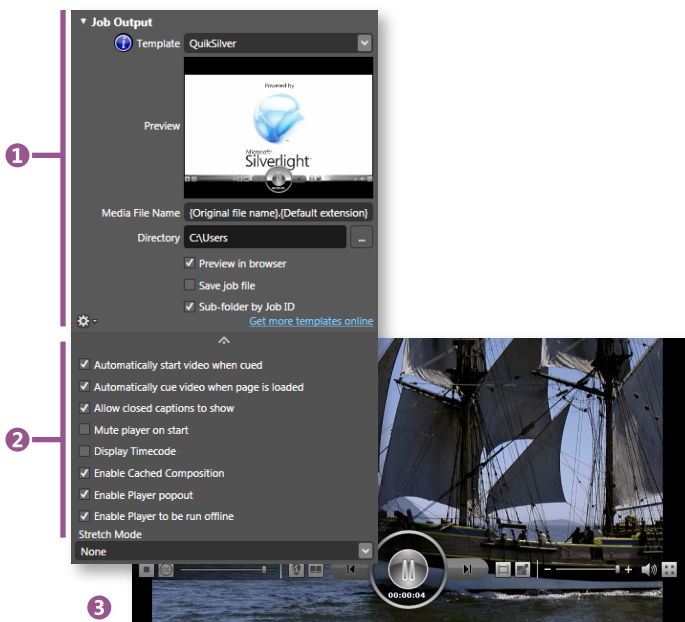 Job Output
Template QuikSilver
Powered by
Preview
Microsoft®
Silverlight™
Media File Name {Original file name}.{Default extension}
Directory C:\Users ...
Preview in browser
Save job file
Sub-folder by Job ID
Get more templates online
1
Automatically start video when cued
Automatically cue video when page is loaded
Allow closed captions to show
Mute player on start
Display Timecode
Enable Cached Composition
Enable Player popout
Enable Player to be run offline
Stretch Mode
None
2
CC
00:00:04
3